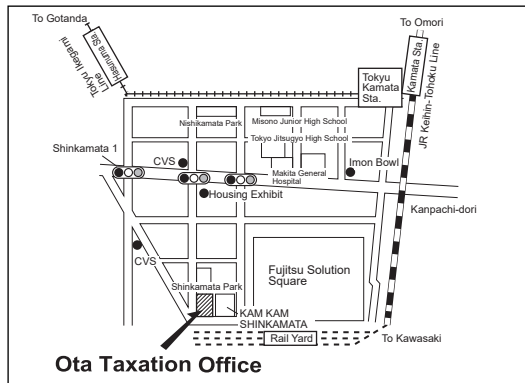 To Gotanda
To Omori
Hasunuma Sta.
Tokyu Ikegami
Line
Tokyu
Kamata
Sta.
Kamata Sta.
JR Keihin-Tohoku Line
Nishikamata Park
Misono Junior High School
Tokyo Jitsugyo High School
Shinkamata 1
CVS
Imon Bowl
Makita General
Hospital
Housing Exhibit
Kanpachi-dori
CVS
Fujitsu Solution
Square
Shinkamata Park
KAM KAM
SHINKAMATA
Rail Yard
To Kawasaki
Ota Taxation Office